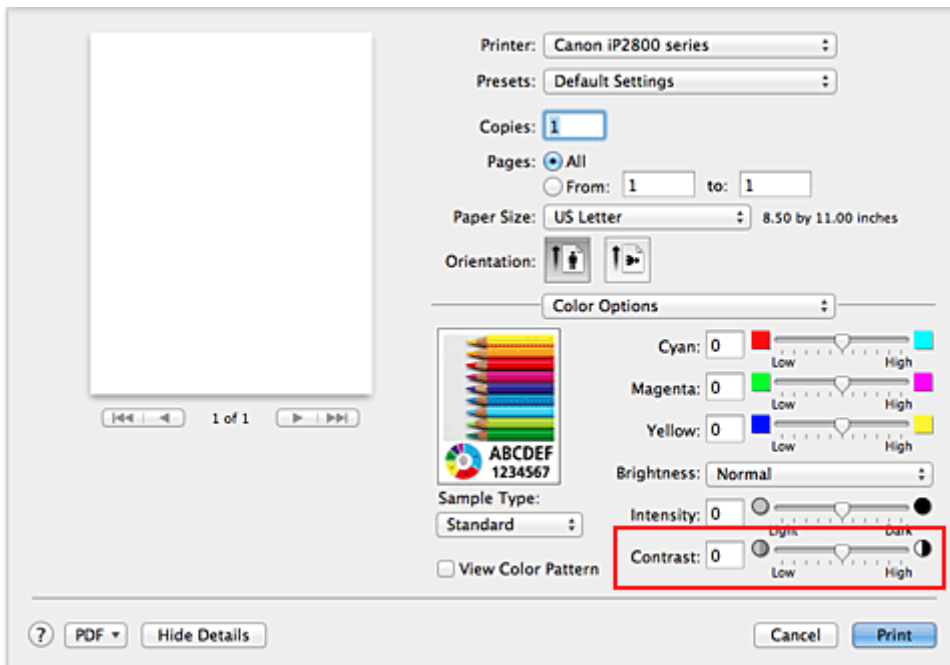 Printer: Canon iP2800 series
Presets: Default Settings
Copies: 1
Pages: All
From: 1 to: 1
Paper Size: US Letter 8.50 by 11.00 inches
Orientation:
Color Options
1 of 1
ABCDEF
1234567
Sample Type:
Standard
View Color Pattern
Cyan: 0
Low High
Magenta: 0
Low High
Yellow: 0
Low High
Brightness: Normal
Intensity: 0
Light Dark
Contrast: 0
Low High
? PDF Hide Details Cancel Print